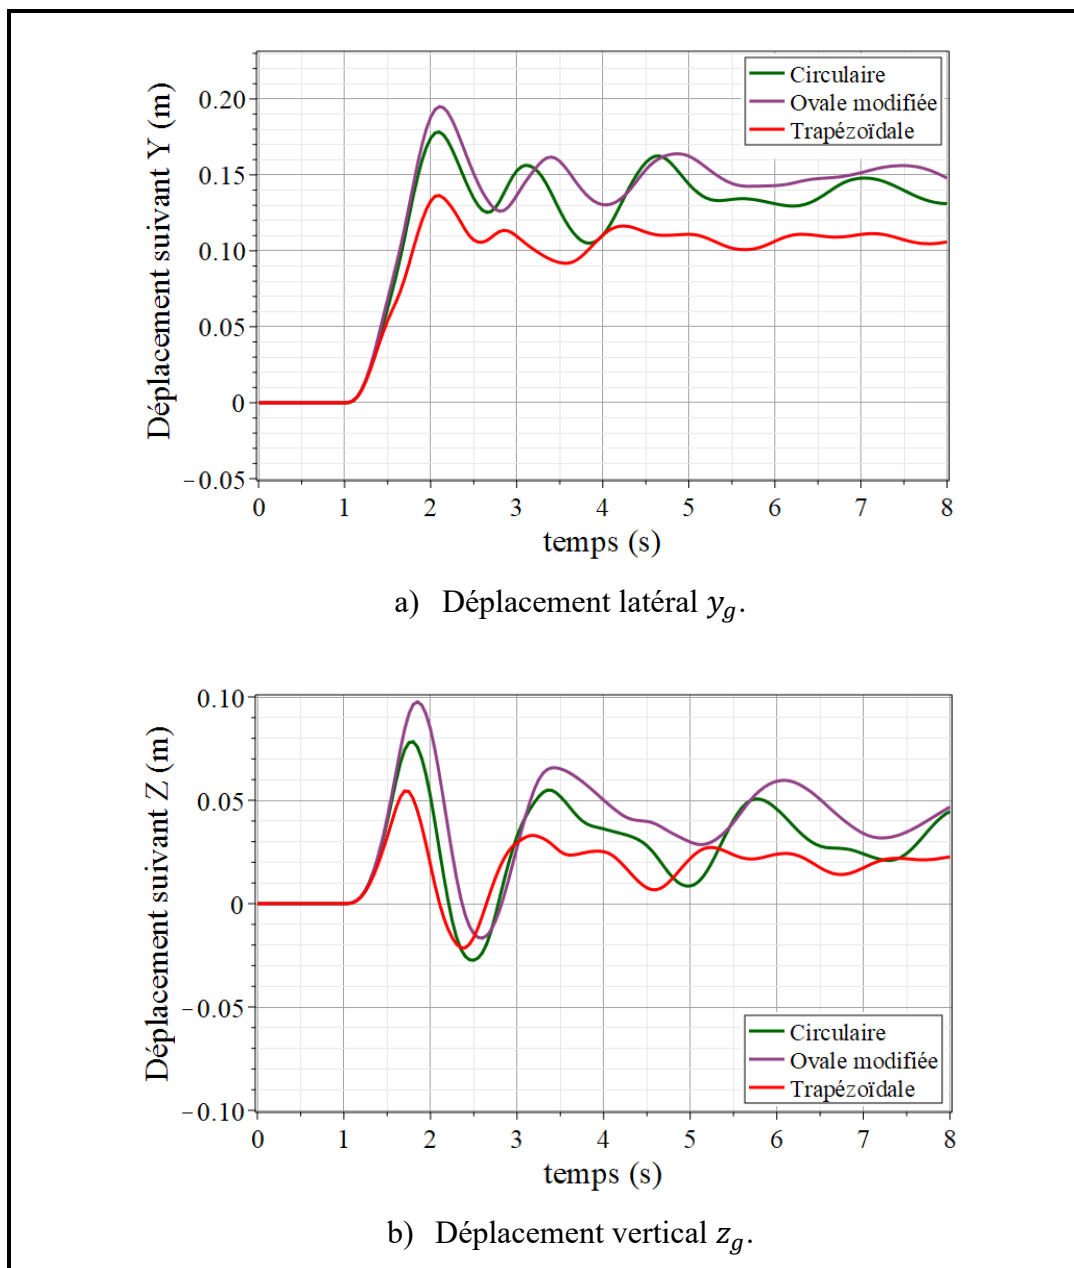 Déplacement suivant Y (m)
0.20
0.15
0.10
0.05
0
−0.05
Circulaire
Ovale modifiée
Trapézoïdale
0 1 2 3 4 5 6 7 8
temps (s)
a) Déplacement latéral y_g.
Déplacement suivant Z (m)
0.10
0.05
0
−0.05
−0.10
Circulaire
Ovale modifiée
Trapézoïdale
0 1 2 3 4 5 6 7 8
temps (s)
b) Déplacement vertical z_g.